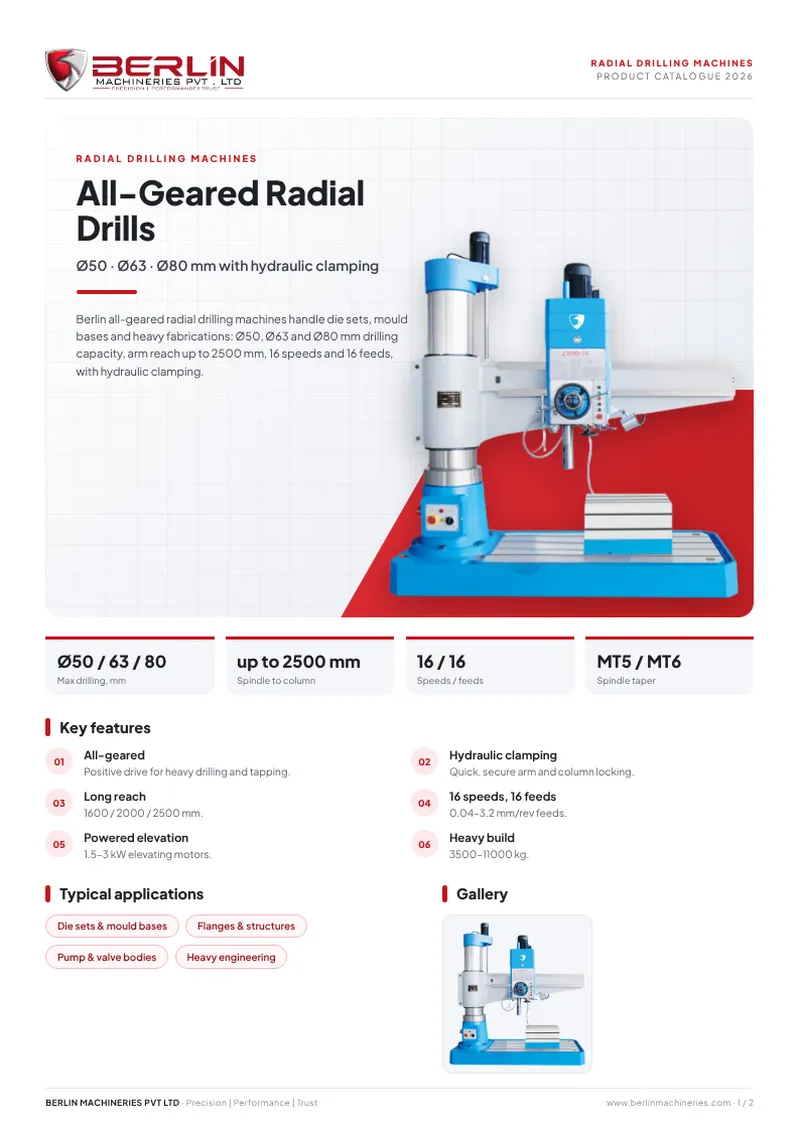 BERLIN
MACHINERIES PVT . LTD
PRECISION | PERFORMANCE | TRUST
RADIAL DRILLING MACHINES
PRODUCT CATALOGUE 2026
RADIAL DRILLING MACHINES
All-Geared Radial
Drills
Ø50 · Ø63 · Ø80 mm with hydraulic clamping
Berlin all-geared radial drilling machines handle die sets, mould
bases and heavy fabrications: Ø50, Ø63 and Ø80 mm drilling
capacity, arm reach up to 2500 mm, 16 speeds and 16 feeds,
with hydraulic clamping.
Ø50 / 63 / 80
Max drilling, mm
up to 2500 mm
Spindle to column
16 / 16
Speeds / feeds
MT5 / MT6
Spindle taper
Key features
01 All-geared
Positive drive for heavy drilling and tapping.
02 Hydraulic clamping
Quick. secure arm and column locking.
03 Long reach
1600 / 2000 / 2500 mm.
04 16 speeds, 16 feeds
0.04–3.2 mm/rev feeds.
05 Powered elevation
1.5–3 kW elevating motors.
06 Heavy build
3500–11000 kg.
Typical applications
Die sets & mould bases
Flanges & structures
Pump & valve bodies
Heavy engineering
Gallery
BERLIN MACHINERIES PVT LTD · Precision | Performance | Trust
www.berlinmachineries.com · 1 / 2